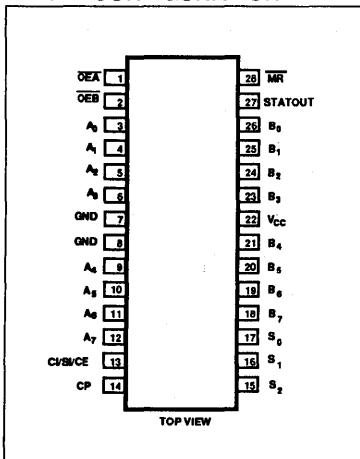 OEA 1 28 MR
OEB 2 27 STATOUT
A0 3 26 B0
A1 4 25 B1
A2 5 24 B2
A3 6 23 B3
GND 7 22 VCC
GND 8 21 B4
A4 9 20 B5
A5 10 19 B6
A6 11 18 B7
A7 12 17 S0
CI/SI/CE 13 16 S1
CP 14 15 S2
TOP VIEW